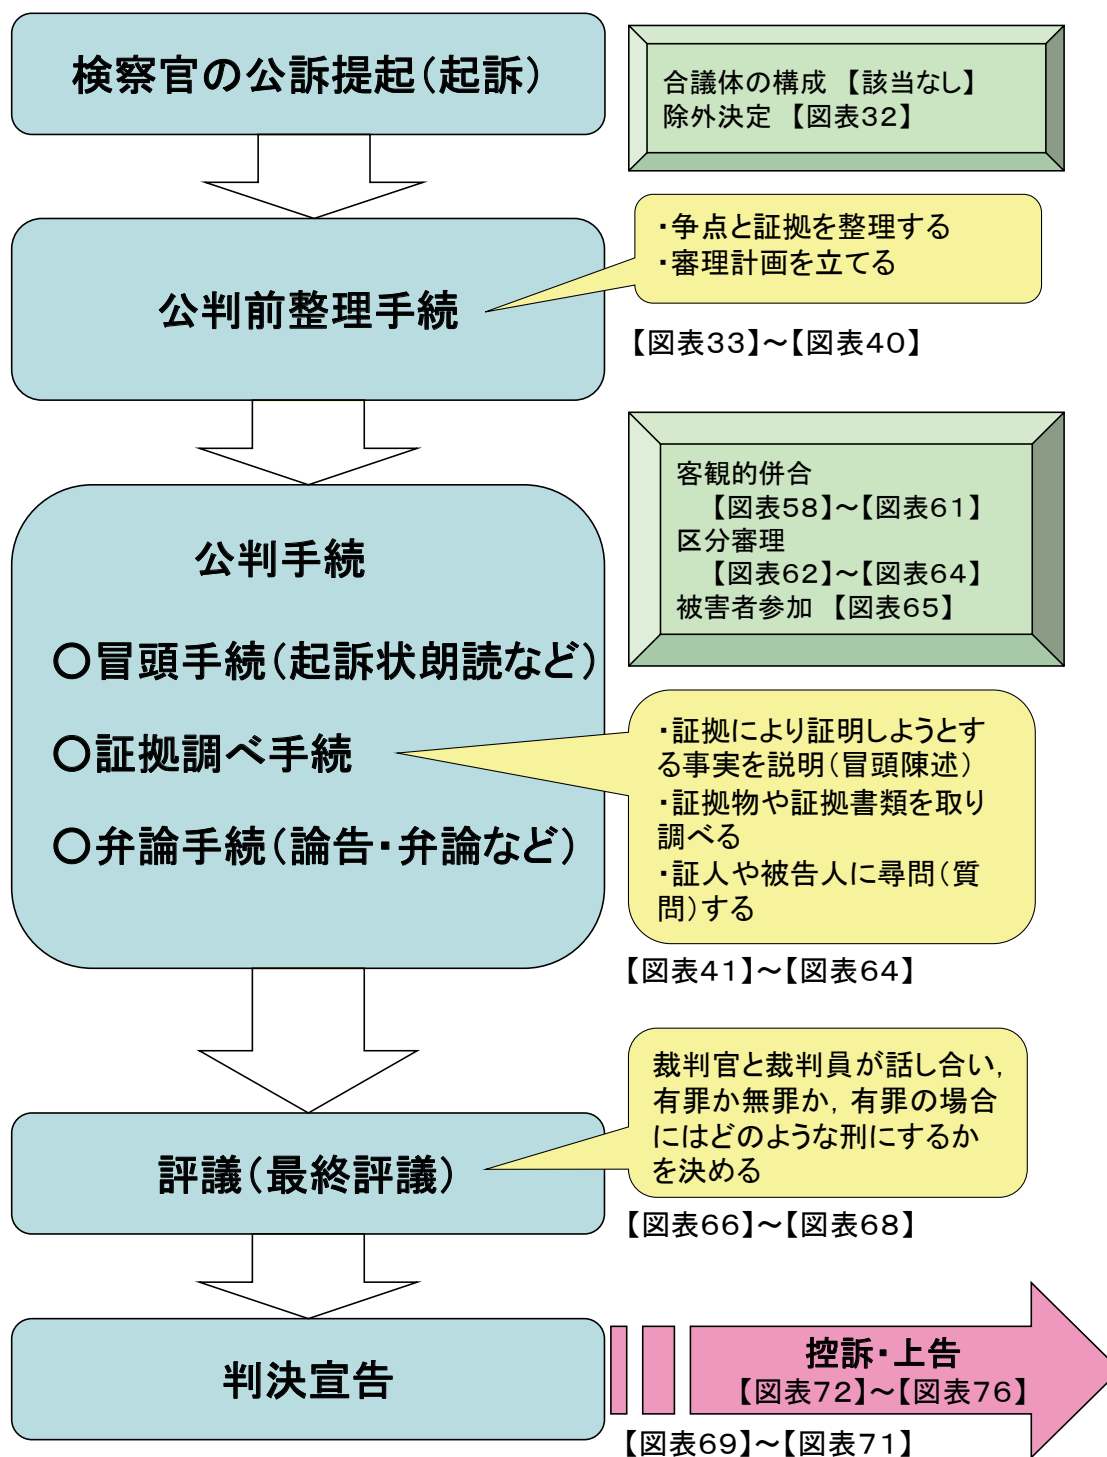 検察官の公訴提起(起訴)
合議体の構成 【該当なし】
除外決定 【図表32】
・争点と証拠を整理する
・審理計画を立てる
公判前整理手続
【図表33】~【図表40】
客観的併合
【図表58】~【図表61】
区分審理
【図表62】~【図表64】
被害者参加 【図表65】
公判手続
○冒頭手続(起訴状朗読など)
○証拠調べ手続
○弁論手続(論告・弁論など)
・証拠により証明しようとす
る事実を説明(冒頭陳述)
・証拠物や証拠書類を取り
調べる
・証人や被告人に尋問(質
問)する
【図表41】~【図表64】
裁判官と裁判員が話し合い,
有罪か無罪か, 有罪の場合
にはどのような刑にするか
を決める
評議(最終評議)
【図表66】~【図表68】
判決宣告
控訴・上告
【図表72】~【図表76】
【図表69】~【図表71】